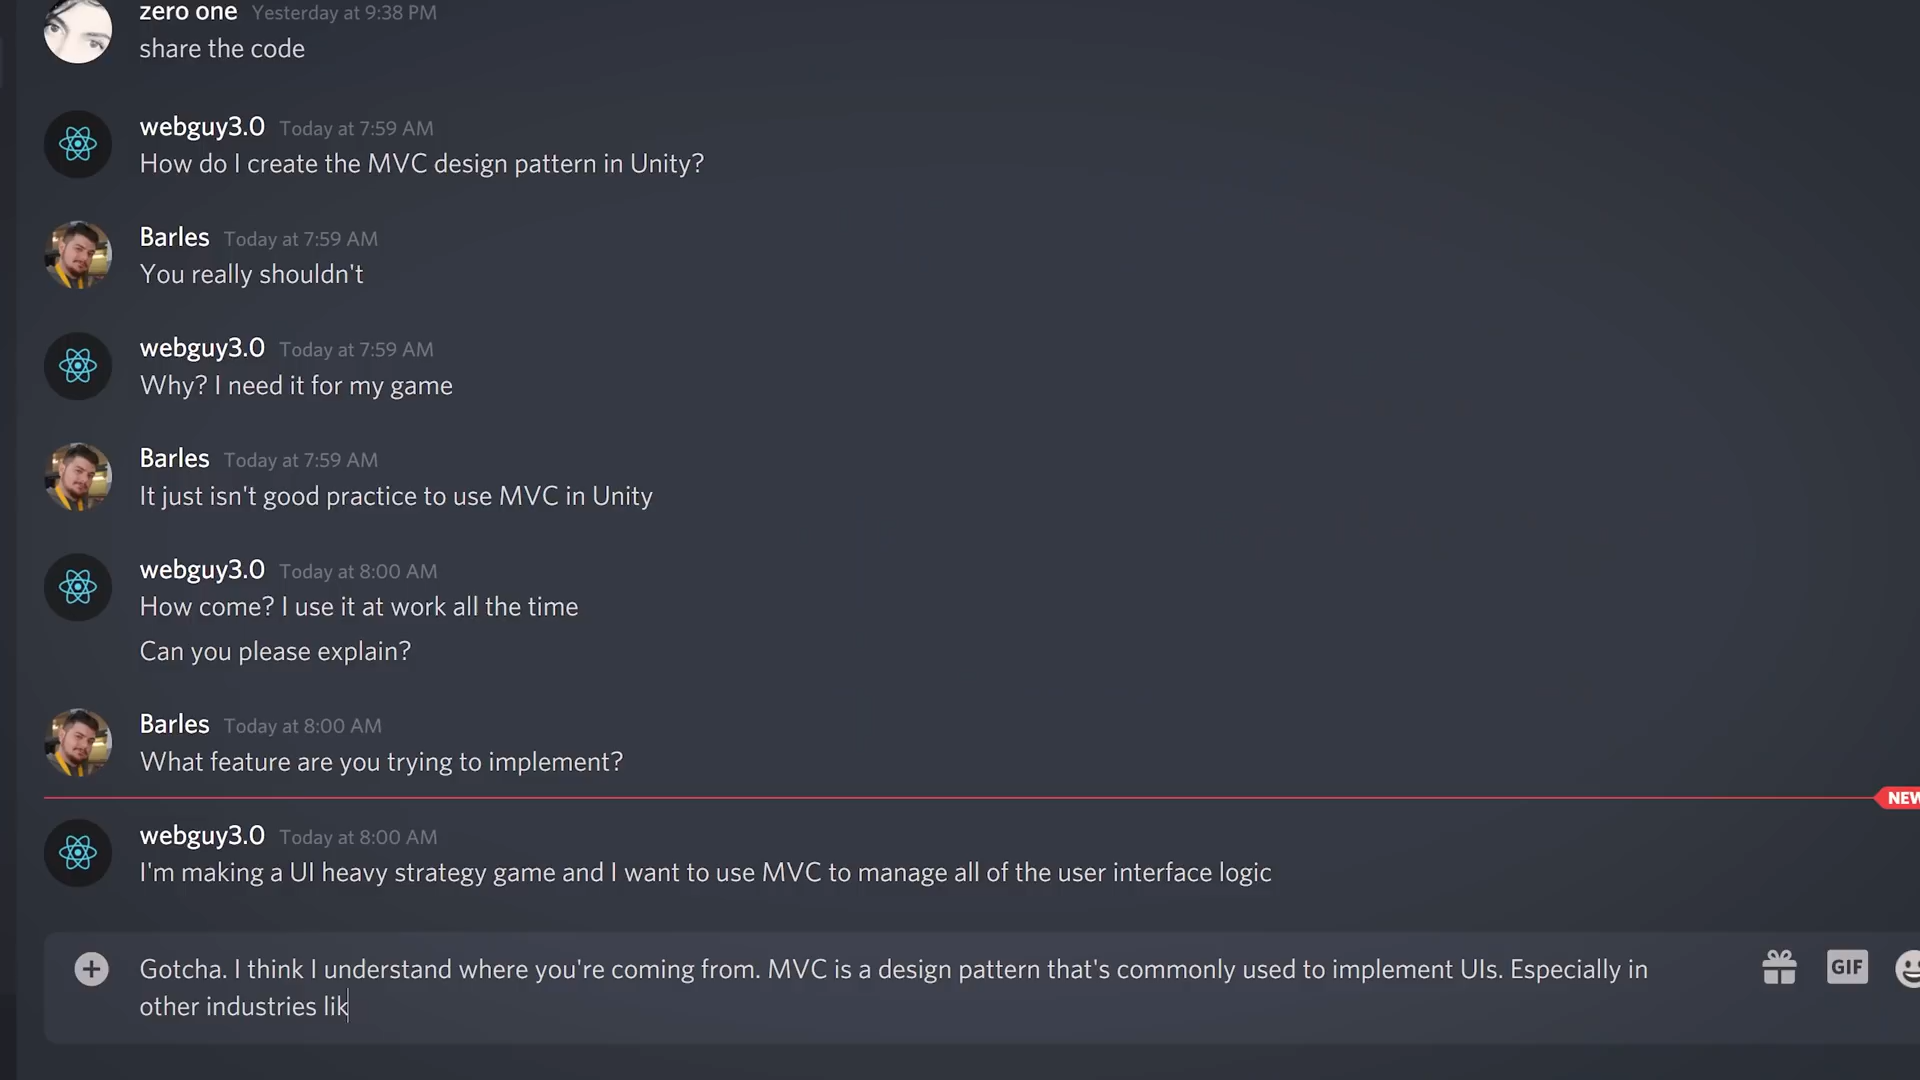 zero one Yesterday at 9:38 PM
share the code
webguy3.0 Today at 7:59 AM
How do I create the MVC design pattern in Unity?
Barles Today at 7:59 AM
You really shouldn't
webguy3.0 Today at 7:59 AM
Why? I need it for my game
Barles Today at 7:59 AM
It just isn't good practice to use MVC in Unity
webguy3.0 Today at 8:00 AM
How come? I use it at work all the time
Can you please explain?
Barles Today at 8:00 AM
What feature are you trying to implement?
NEW
webguy3.0 Today at 8:00 AM
I'm making a UI heavy strategy game and I want to use MVC to manage all of the user interface logic
Gotcha. I think I understand where you're coming from. MVC is a design pattern that's commonly used to implement UIs. Especially in
other industries lik
GIF